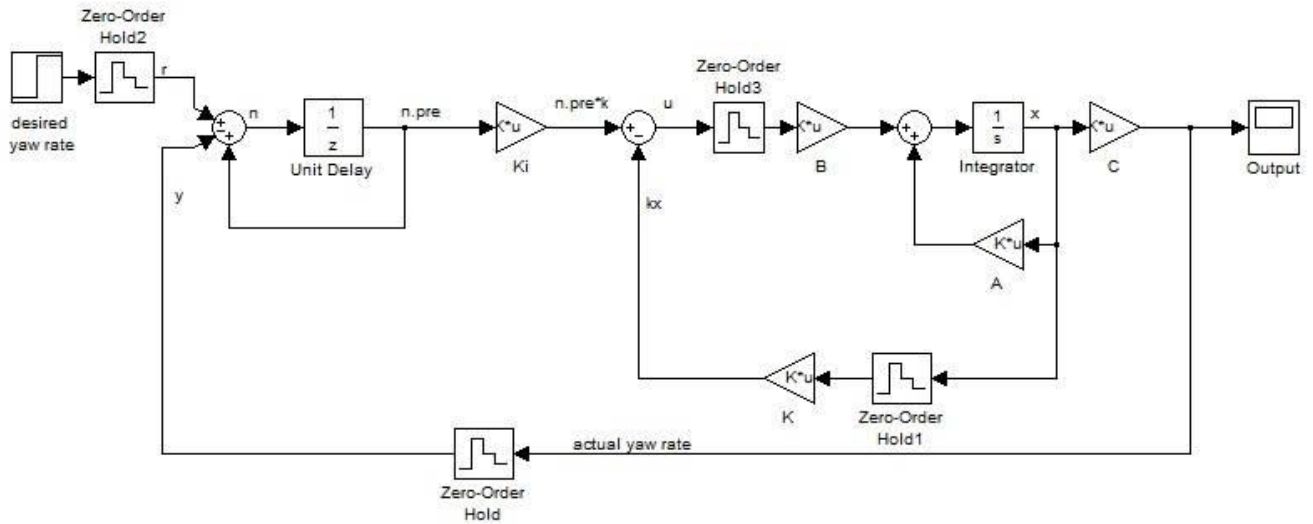 Zero-Order
Hold2
r
desired
yaw rate
+
−
+
n
1
z
Unit Delay
n.pre
K*u
Ki
n.pre*k
+
−
u
Zero-Order
Hold3
K*u
B
+
+
1
s
Integrator
x
K*u
C
Output
y
kx
K*u
A
K*u
K
Zero-Order
Hold1
actual yaw rate
Zero-Order
Hold